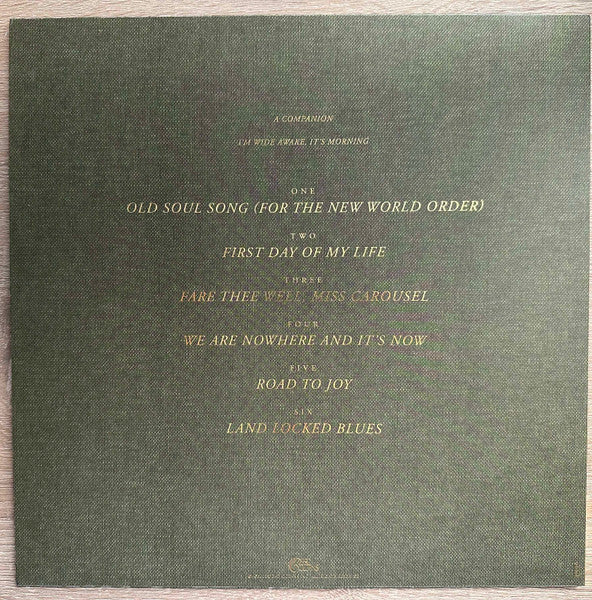 A COMPANION
I'M WIDE AWAKE, IT'S MORNING
ONE
OLD SOUL SONG (FOR THE NEW WORLD ORDER)
TWO
FIRST DAY OF MY LIFE
THREE
FARE THEE WELL, MISS CAROUSEL
FOUR
WE ARE NOWHERE AND IT'S NOW
FIVE
ROAD TO JOY
SIX
LAND LOCKED BLUES